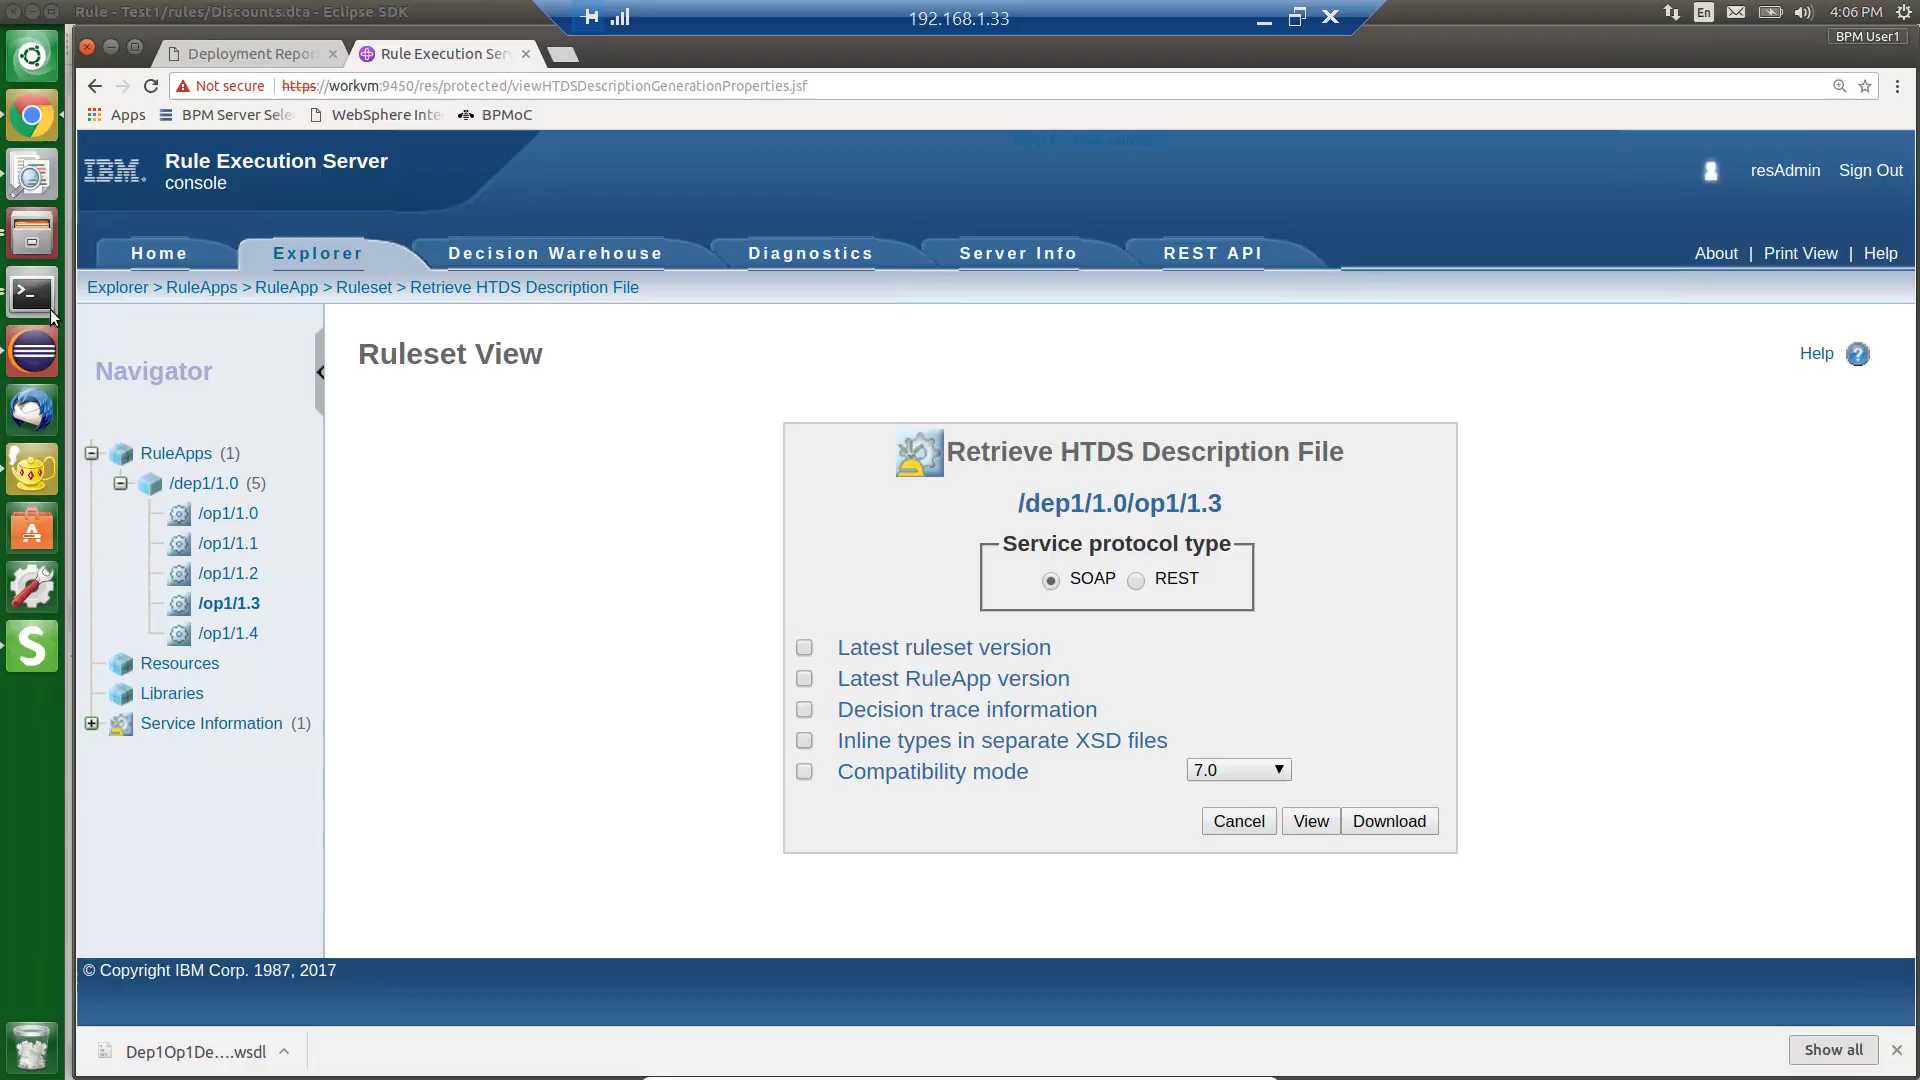 Rule - Test1/rules/Discounts.dta - Eclipse SDK
192.168.1.33
En
4:06 PM
BPM User1
Deployment Repor
Rule Execution Ser
Not secure
https://workvm:9450/res/protected/viewHTDSDescriptionGenerationProperties.jsf
Apps
BPM Server Sele
WebSphere Inte
BPMoC
IBM.
Rule Execution Server
console
resAdmin
Sign Out
Home
Explorer
Decision Warehouse
Diagnostics
Server Info
REST API
About | Print View | Help
Explorer > RuleApps > RuleApp > Ruleset > Retrieve HTDS Description File
Navigator
RuleApps (1)
/dep1/1.0 (5)
/op1/1.0
/op1/1.1
/op1/1.2
/op1/1.3
/op1/1.4
Resources
Libraries
Service Information (1)
Ruleset View
Help ?
Retrieve HTDS Description File
/dep1/1.0/op1/1.3
Service protocol type
SOAP
REST
Latest ruleset version
Latest RuleApp version
Decision trace information
Inline types in separate XSD files
Compatibility mode
7.0
Cancel
View
Download
© Copyright IBM Corp. 1987, 2017
Dep1Op1De....wsdl
Show all